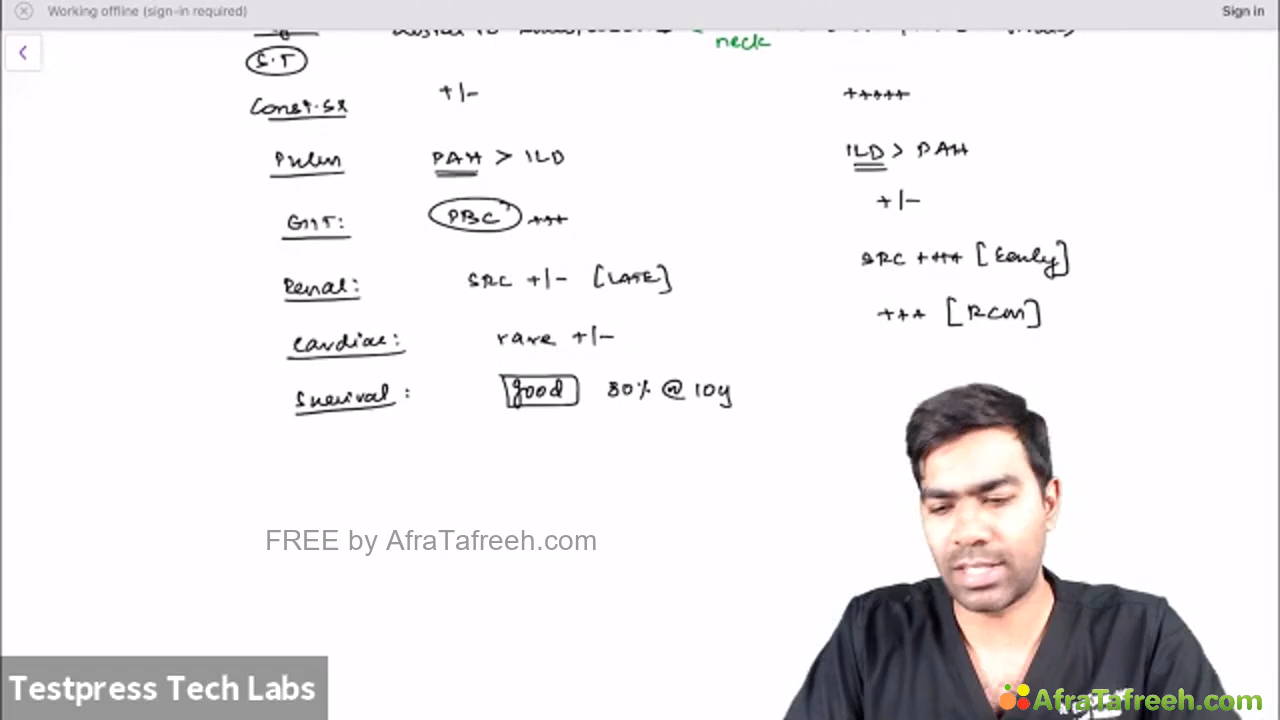 Working offline (sign-in required) Sign in
neck
S.T
Const. Sx +/- +++++
Pulm PAH > ILD ILD > PAH
GIT: PBC +++ +/-
Renal: SRC +/- [LATE] SRC +++ [Early]
Cardiac: rare +/- +++ [RCM]
Survival: good 80% @ 10y
FREE by AfraTafreeh.com
Testpress Tech Labs
AfraTafreeh.com